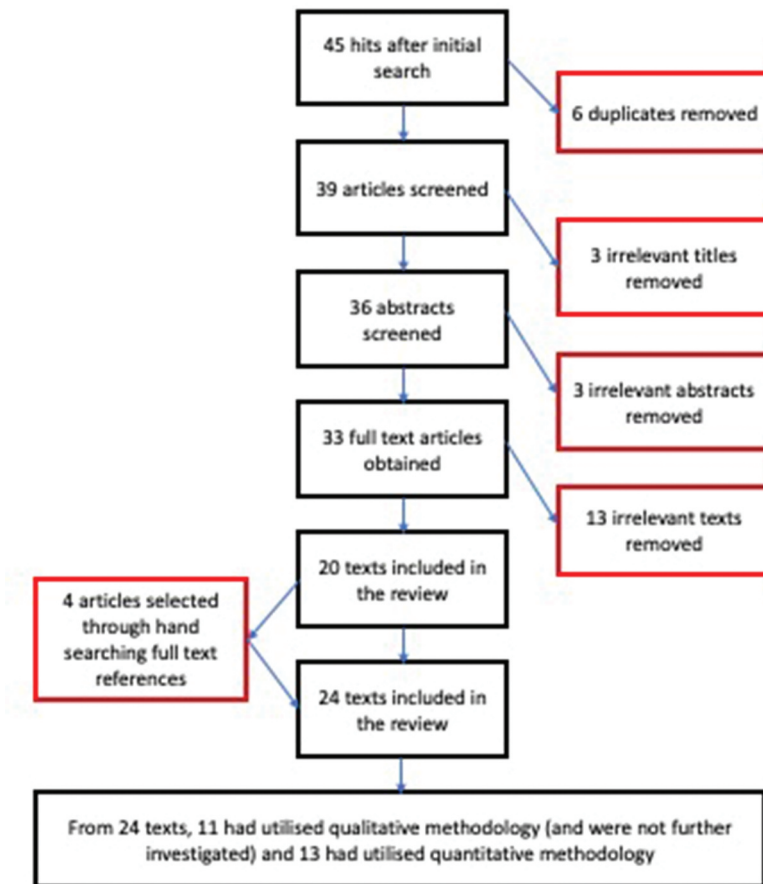 45 hits after initial
search
6 duplicates removed
39 articles screened
3 irrelevant titles
removed
36 abstracts
screened
3 irrelevant abstracts
removed
33 full text articles
obtained
13 irrelevant texts
removed
20 texts included in
the review
4 articles selected
through hand
searching full text
references
24 texts included in
the review
From 24 texts, 11 had utilised qualitative methodology (and were not further
investigated) and 13 had utilised quantitative methodology